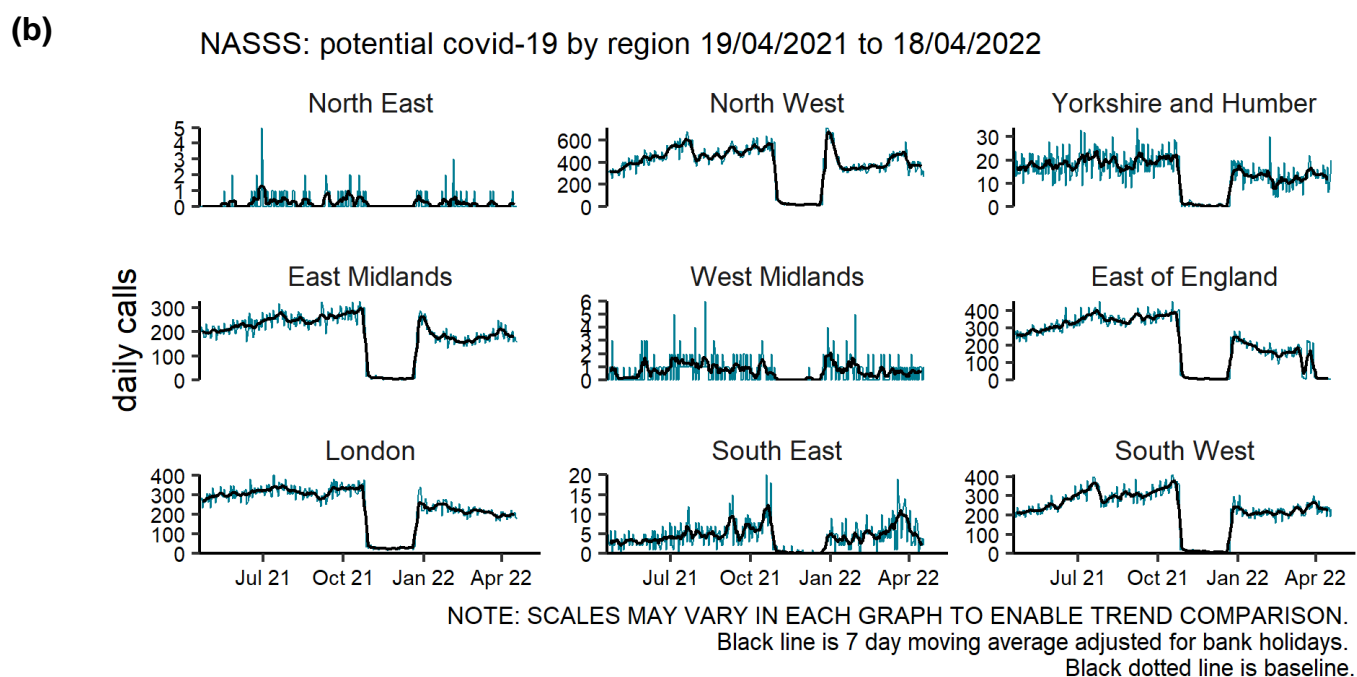 (b)
NASSS: potential covid-19 by region 19/04/2021 to 18/04/2022
North East
North West
Yorkshire and Humber
5
4
3
2
1
0
600
400
200
0
30
20
10
0
East Midlands
West Midlands
East of England
daily calls
300
200
100
0
6
5
4
3
2
1
0
400
300
200
100
0
London
South East
South West
400
300
200
100
0
20
15
10
5
0
400
300
200
100
0
Jul 21 Oct 21 Jan 22 Apr 22
Jul 21 Oct 21 Jan 22 Apr 22
Jul 21 Oct 21 Jan 22 Apr 22
NOTE: SCALES MAY VARY IN EACH GRAPH TO ENABLE TREND COMPARISON.
Black line is 7 day moving average adjusted for bank holidays.
Black dotted line is baseline.